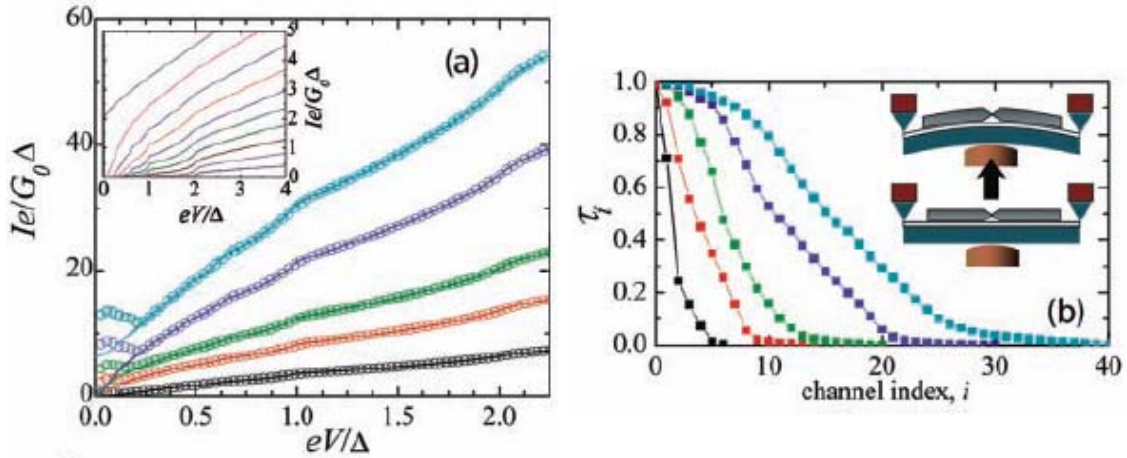 60
40
20
0
0.0 0.5 1.0 1.5 2.0
Ie/G₀Δ
eV/Δ
(a)
5
4
3
2
1
0
0 1 2 3 4
Ie/G₀Δ
eV/Δ
1.0
0.8
0.6
0.4
0.2
0.0
0 10 20 30 40
τᵢ
channel index, i
(b)